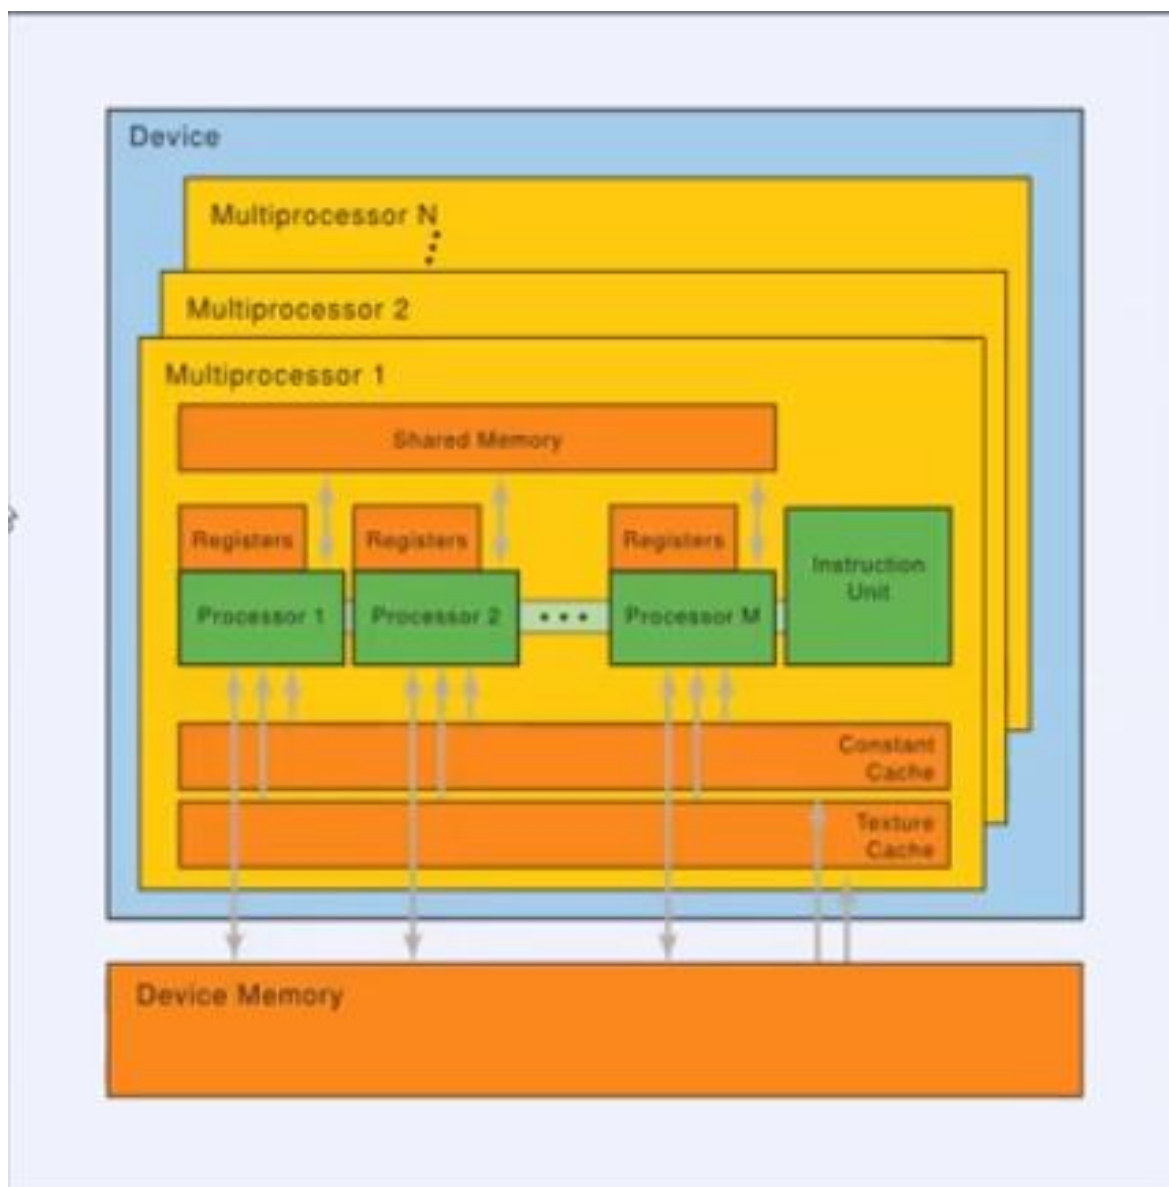 Device
Multiprocessor N
Multiprocessor 2
Multiprocessor 1
Shared Memory
Registers
Registers
Registers
Instruction
Unit
Processor 1
Processor 2
• • •
Processor M
Constant
Cache
Texture
Cache
Device Memory